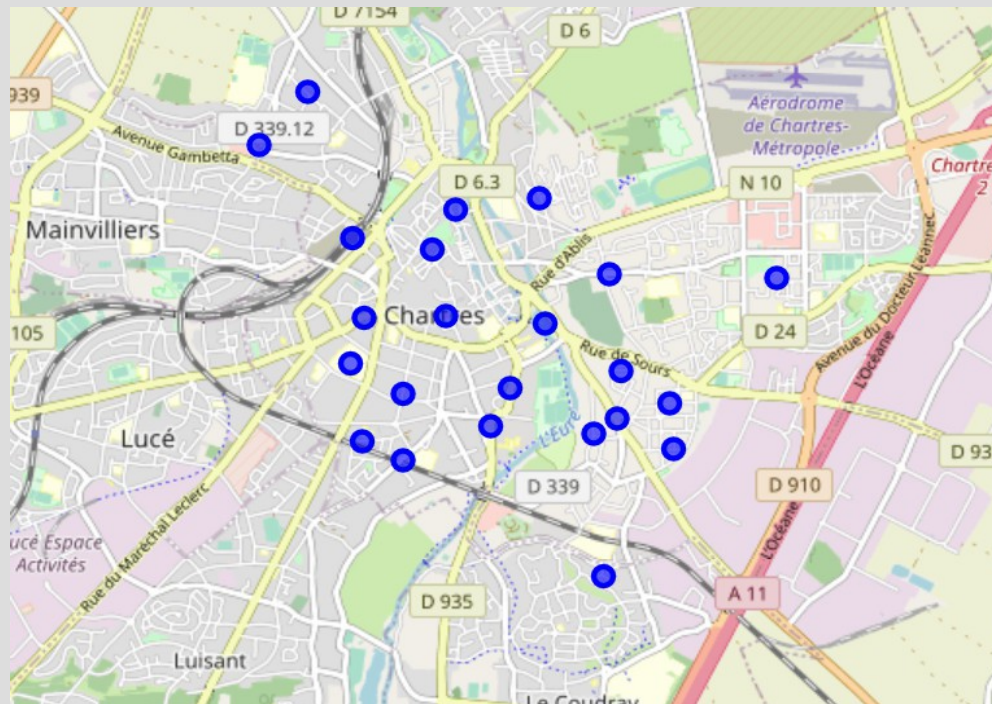 D 7154
D 6
939
Aérodrome
de Chartres-
Métropole
D 339.12
Avenue Gambetta
Chartre
2
D 6.3
N 10
Mainvilliers
Rue d'Ablis
Avenue du Docteur Jéannec
Chartres
105
D 24
L'Océane
Rue de Sours
Lucé
L'Eure
D 93
D 339
D 910
L'Océane
ucé Espace
Activités
Rue du Maréchal Leclerc
A 11
D 935
Luisant
Le Coudray